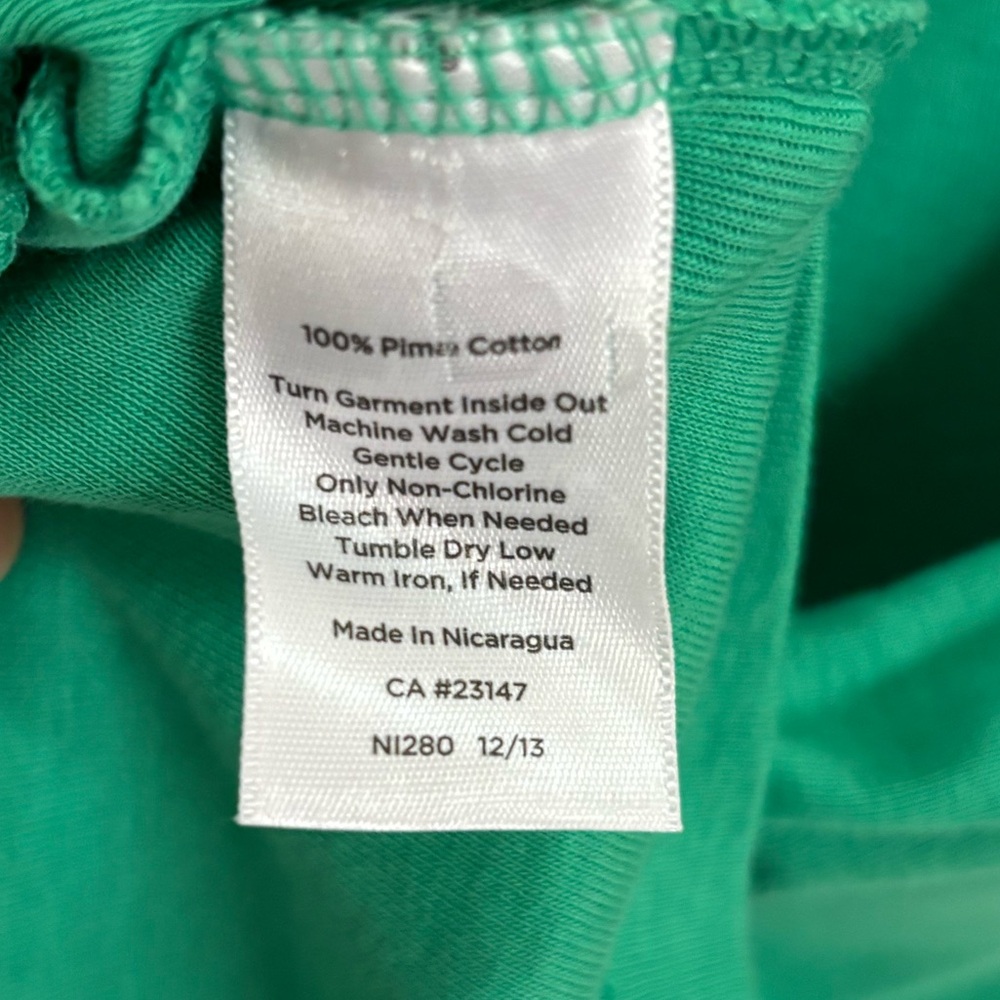 100% Pima Cotton
Turn Garment Inside Out
Machine Wash Cold
Gentle Cycle
Only Non-Chlorine
Bleach When Needed
Tumble Dry Low
Warm Iron, If Needed
Made In Nicaragua
CA #23147
NI280 12/13